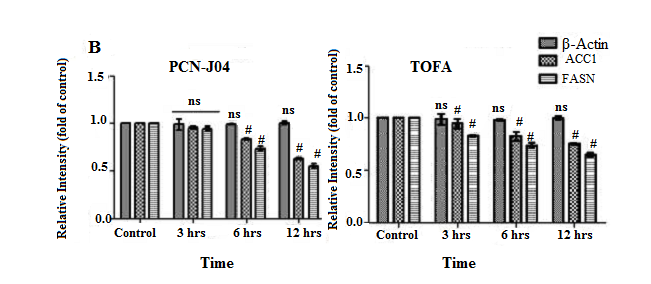 B
PCN-J04
Relative Intensity (fold of control)
1.5
1.0
0.5
0.0
ns
ns
#
#
ns
#
#
Control
3 hrs
6 hrs
12 hrs
Time
TOFA
β-Actin
ACC1
FASN
Relative Intensity (fold of control)
1.5
1.0
0.5
0.0
ns
#
#
ns
#
#
ns
#
#
Control
3 hrs
6 hrs
12 hrs
Time